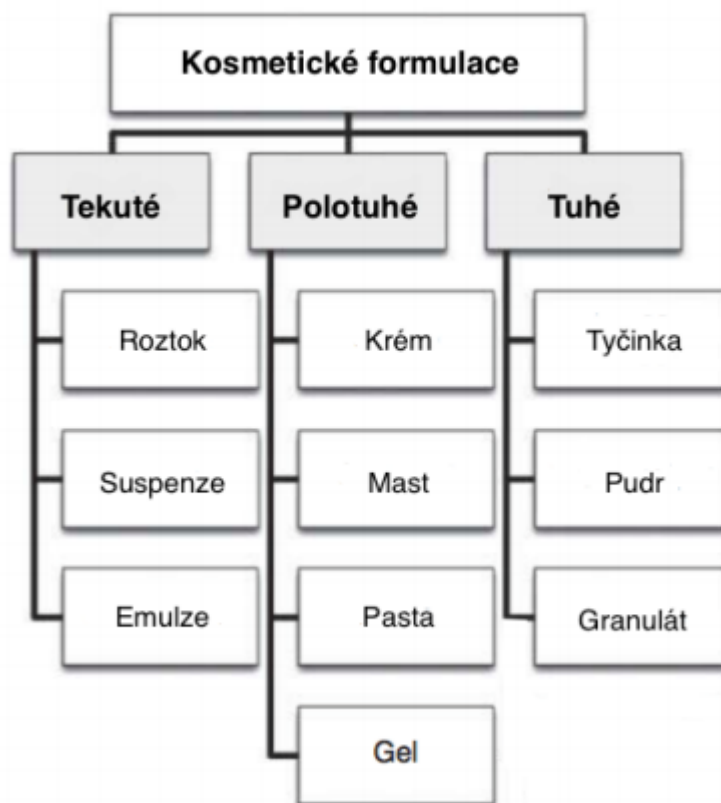 Kosmetické formulace
Tekuté
Polotuhé
Tuhé
Roztok
Krém
Tyčinka
Suspenze
Mast
Pudr
Emulze
Pasta
Granulát
Gel